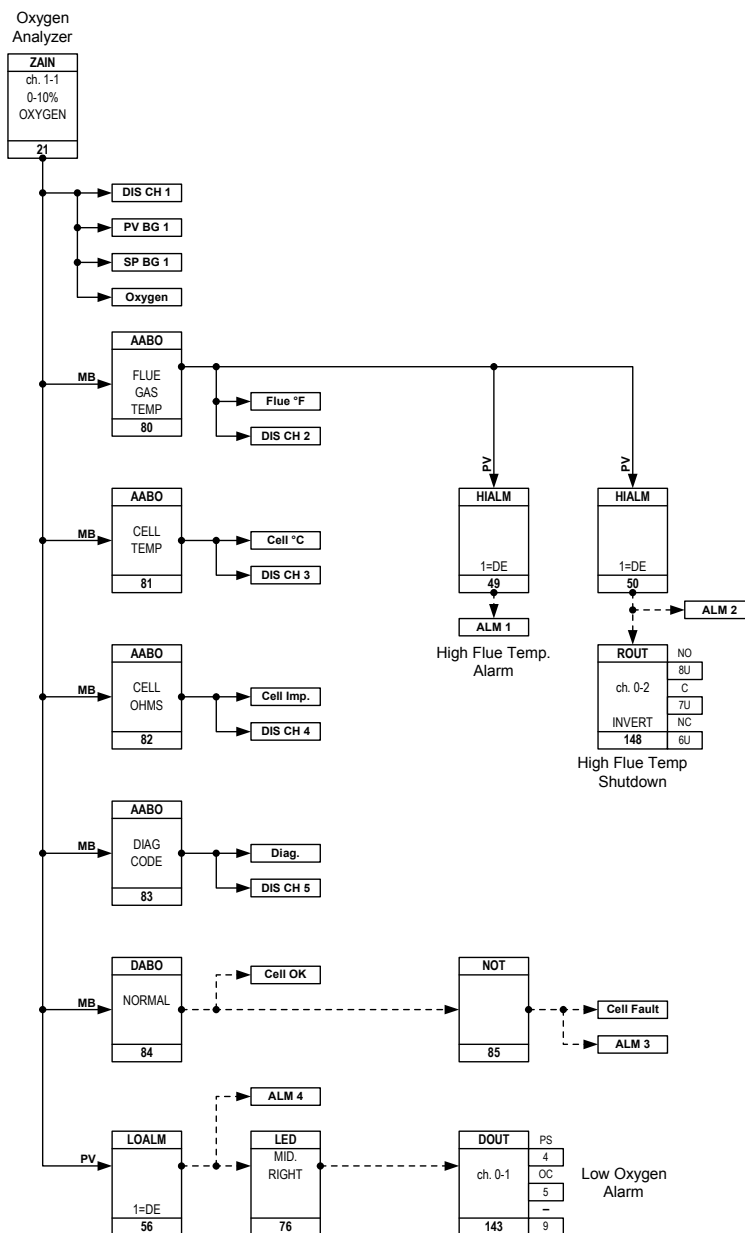 Oxygen
Analyzer
ZAIN
ch. 1-1
0-10%
OXYGEN
21
DIS CH 1
PV BG 1
SP BG 1
Oxygen
MB
AABO
FLUE
GAS
TEMP
80
Flue °F
DIS CH 2
PV
HIALM
1=DE
49
ALM 1
High Flue Temp.
Alarm
PV
HIALM
1=DE
50
ALM 2
ROUT
ch. 0-2
INVERT
148
NO
8U
C
7U
NC
6U
High Flue Temp
Shutdown
MB
AABO
CELL
TEMP
81
Cell °C
DIS CH 3
MB
AABO
CELL
OHMS
82
Cell Imp.
DIS CH 4
MB
AABO
DIAG
CODE
83
Diag.
DIS CH 5
MB
DABO
NORMAL
84
Cell OK
NOT
85
Cell Fault
ALM 3
PV
LOALM
1=DE
56
ALM 4
LED
MID.
RIGHT
76
DOUT
ch. 0-1
143
PS
4
OC
5
–
9
Low Oxygen
Alarm